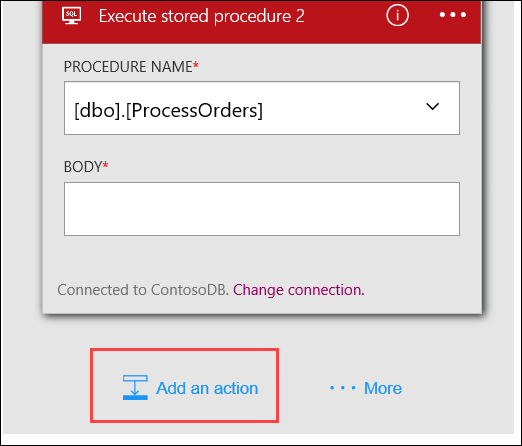 SQL Execute stored procedure 2
PROCEDURE NAME*
[dbo].[ProcessOrders]
BODY*
Connected to ContosoDB. Change connection.
Add an action ... More